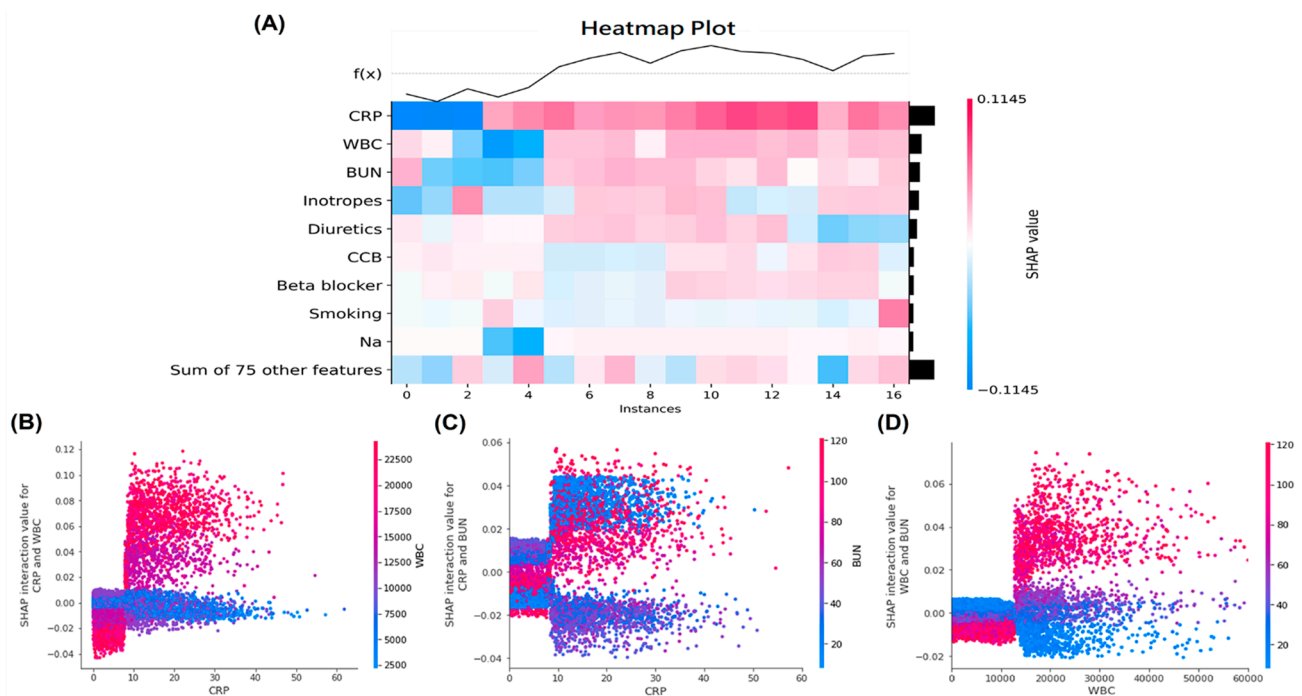 (A)
Heatmap Plot
f(x)
CRP
WBC
BUN
Inotropes
Diuretics
CCB
Beta blocker
Smoking
Na
Sum of 75 other features
0 2 4 6 8 10 12 14 16
Instances
0.1145
SHAP value
−0.1145
(B)
0.12
0.10
0.08
0.06
0.04
0.02
0.00
−0.02
−0.04
SHAP interaction value for
CRP and WBC
0 10 20 30 40 50 60
CRP
22500
20000
17500
15000
12500
10000
7500
5000
2500
WBC
(C)
0.06
0.04
0.02
0.00
−0.02
−0.04
SHAP interaction value for
CRP and BUN
0 10 20 30 40 50 60
CRP
120
100
80
60
40
20
BUN
(D)
0.06
0.04
0.02
0.00
−0.02
SHAP interaction value for
WBC and BUN
0 10000 20000 30000 40000 50000 60000
WBC
120
100
80
60
40
20